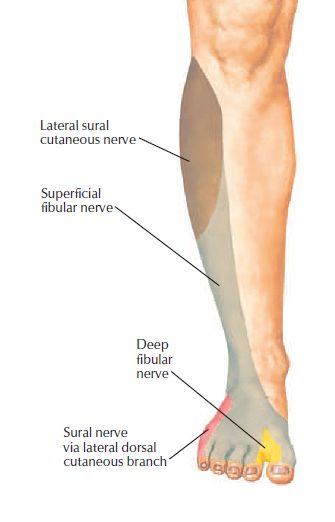 Lateral sural
cutaneous nerve
Superficial
fibular nerve
Deep
fibular
nerve
Sural nerve
via lateral dorsal
cutaneous branch